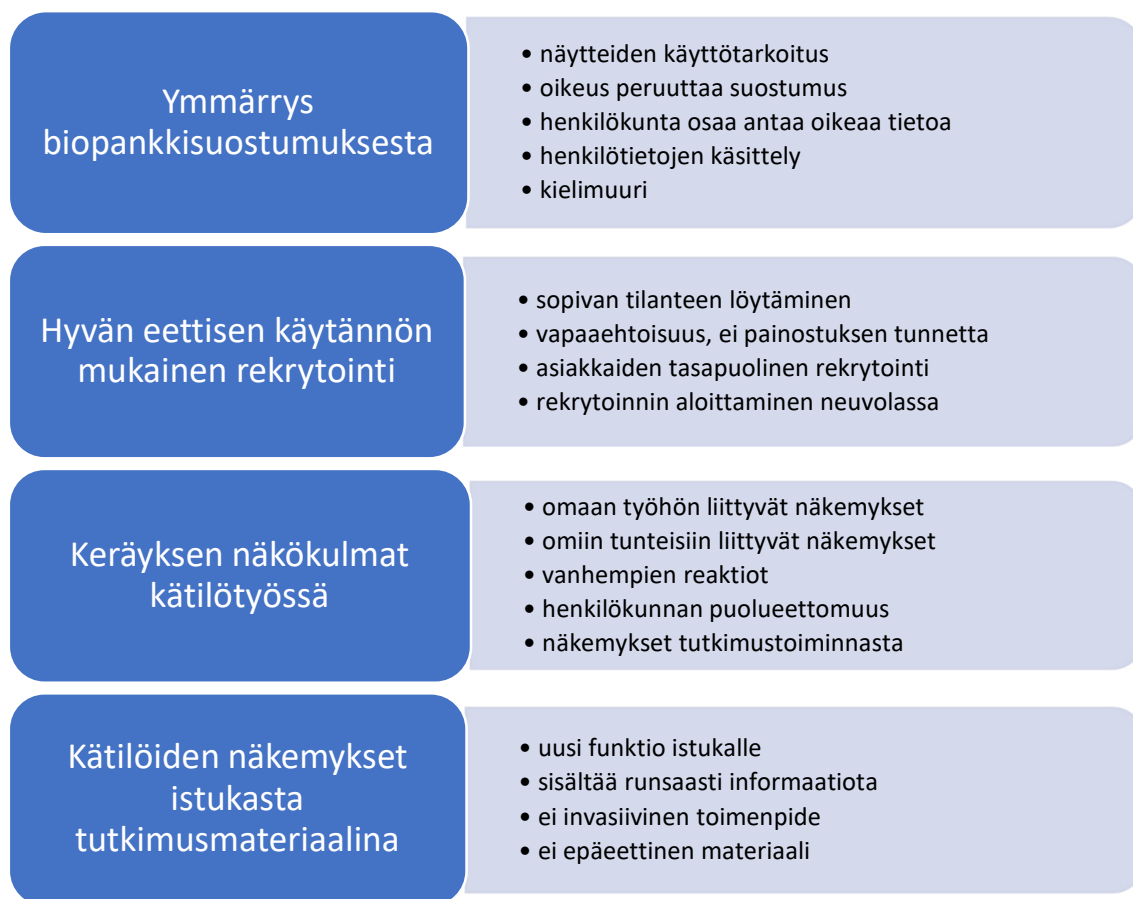 Ymmärrys
biopankkisuostumuksesta
• näytteiden käyttötarkoitus
• oikeus peruuttaa suostumus
• henkilökunta osaa antaa oikeaa tietoa
• henkilötietojen käsittely
• kielimuuri
Hyvän eettisen käytännön
mukainen rekrytointi
• sopivan tilanteen löytäminen
• vapaaehtoisuus, ei painostuksen tunnetta
• asiakkaiden tasapuolinen rekrytointi
• rekrytoinnin aloittaminen neuvolassa
Keräyksen näkökulmat
kätilötyössä
• omaan työhön liittyvät näkemykset
• omiin tunteisiin liittyvät näkemykset
• vanhempien reaktiot
• henkilökunnan puolueettomuus
• näkemykset tutkimustoiminnasta
Kätilöiden näkemykset
istukasta
tutkimusmateriaalina
• uusi funktio istukalle
• sisältää runsaasti informaatiota
• ei invasiivinen toimenpide
• ei epäeettinen materiaali